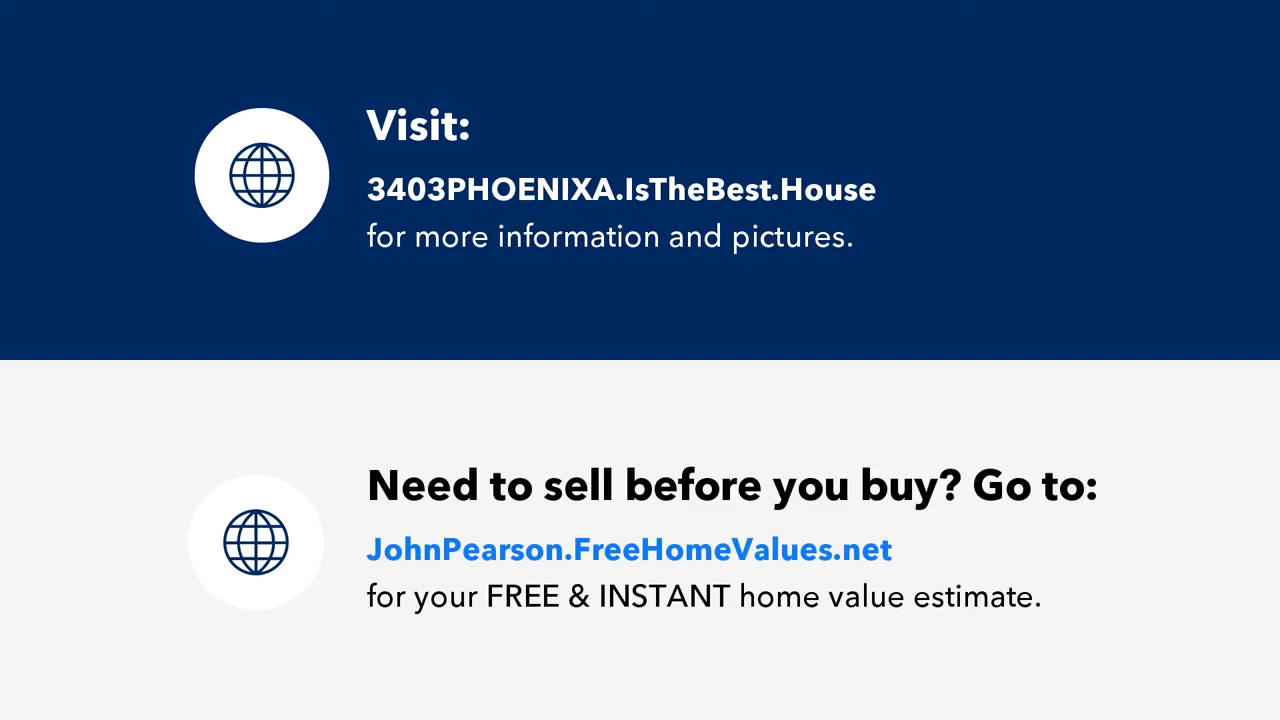 Visit:
3403PHOENIXA.IsTheBest.House
for more information and pictures.
Need to sell before you buy? Go to:
JohnPearson.FreeHomeValues.net
for your FREE & INSTANT home value estimate.